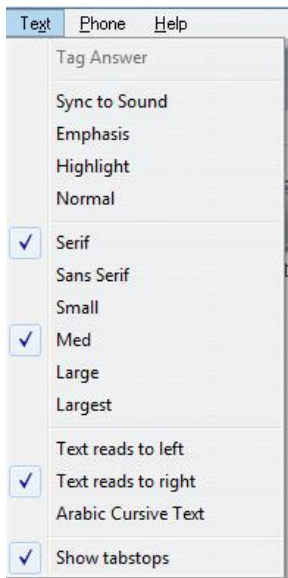 Text Phone Help
Tag Answer
Sync to Sound
Emphasis
Highlight
Normal
Serif
Sans Serif
Small
Med
Large
Largest
Text reads to left
Text reads to right
Arabic Cursive Text
Show tabstops